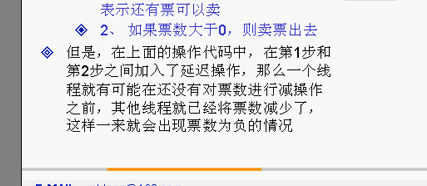 表示还有票可以卖
2、 如果票数大于0，则卖票出去
但是，在上面的操作代码中，在第1步和
第2步之间加入了延迟操作，那么一个线
程就有可能在还没有对票数进行减操作
之前，其他线程就已经将票数减少了，
这样一来就会出现票数为负的情况